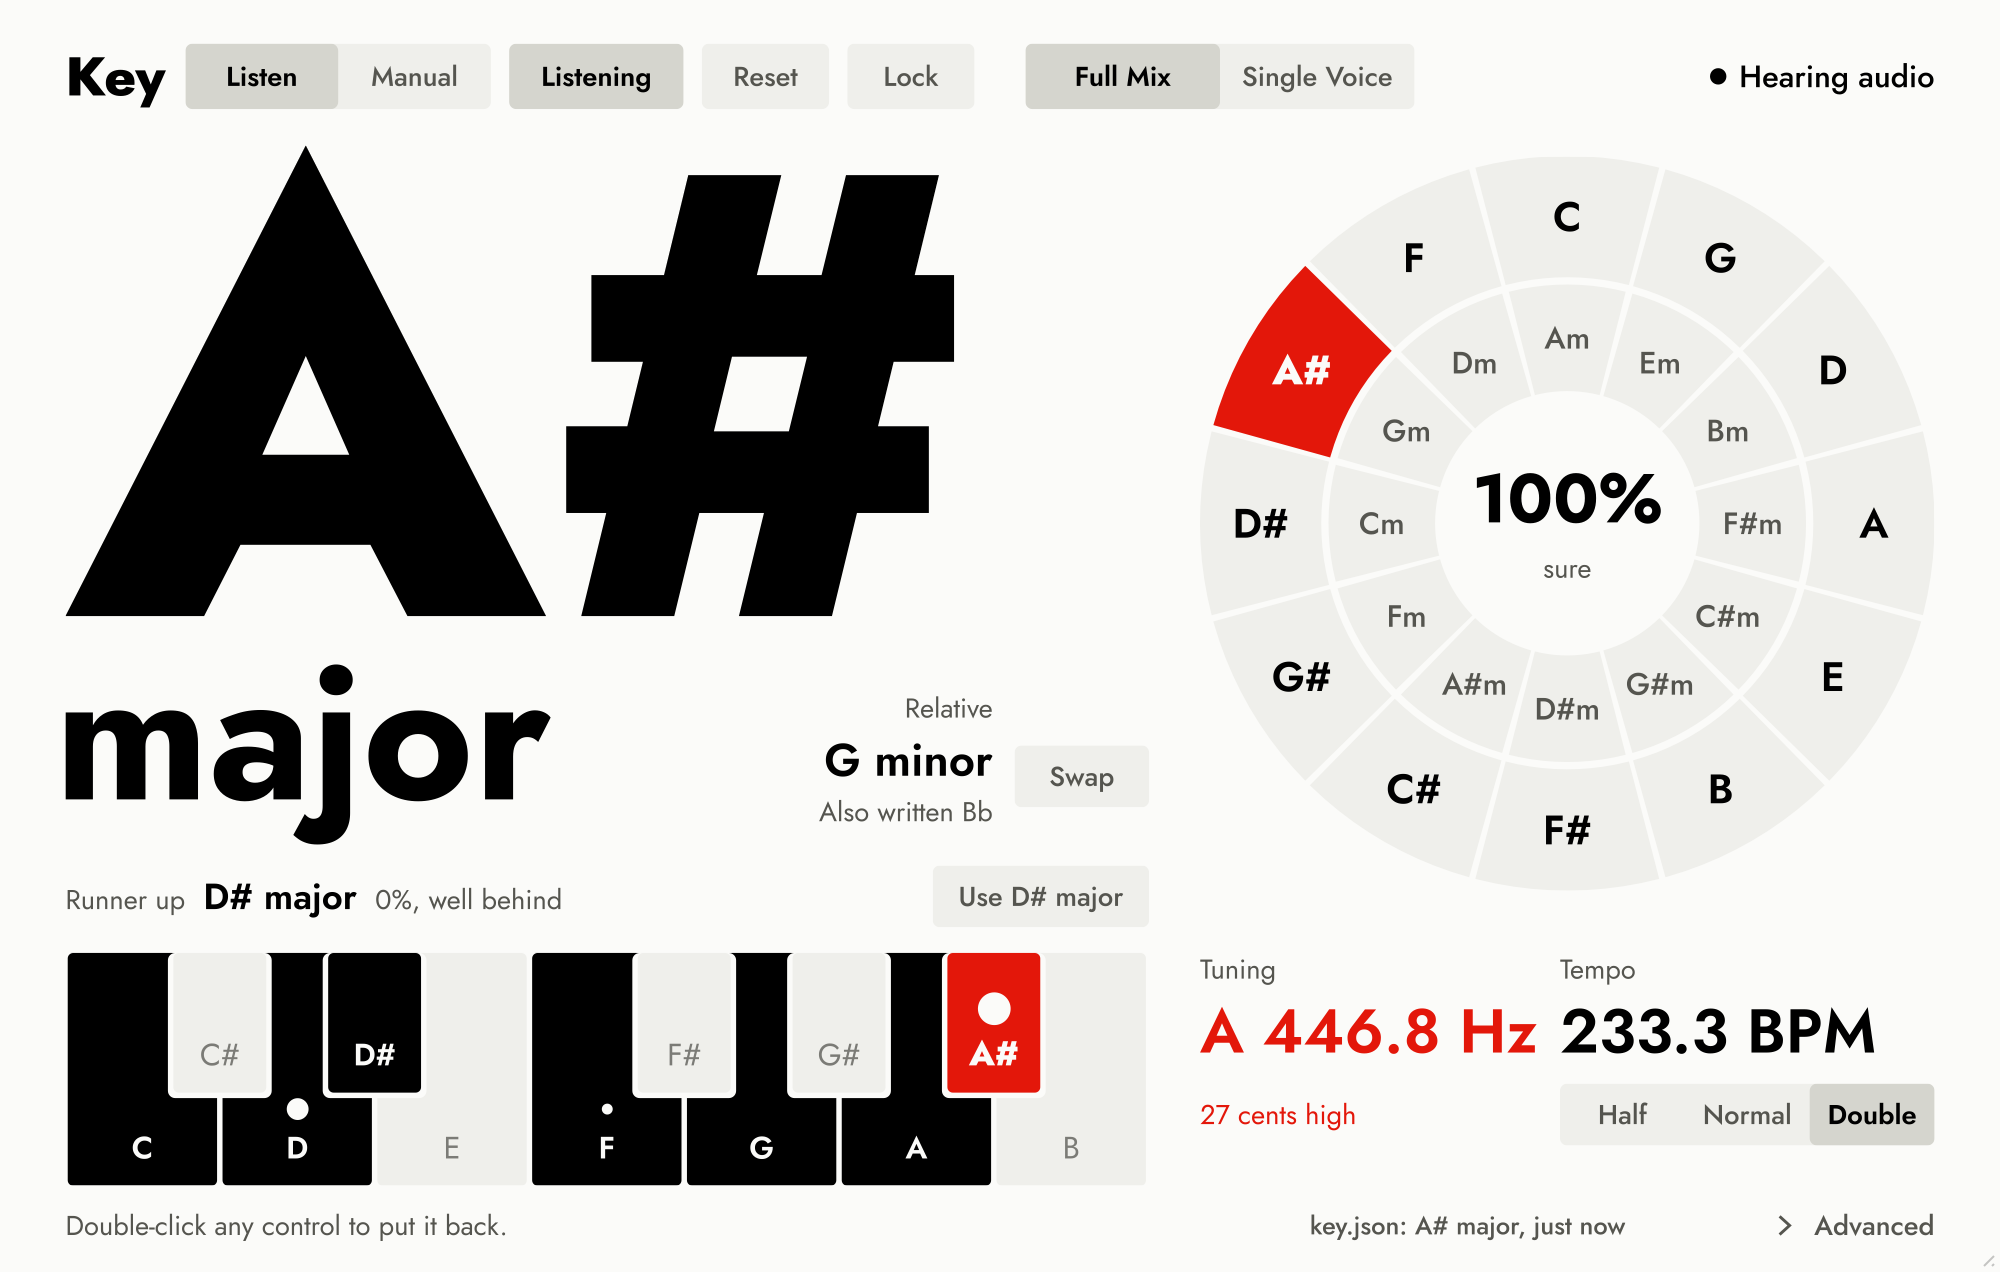 Key Listen Manual Listening Reset Lock Full Mix Single Voice Hearing audio
A#
major
Relative
G minor
Also written Bb
Swap
Runner up D# major 0%, well behind
Use D# major
C# D# F# G# A#
C D E F G A B
C
G
D
A
E
B
F#
C#
G#
D#
A#
F
Am
Em
Bm
F#m
C#m
G#m
D#m
A#m
Fm
Cm
Gm
Dm
100%
sure
Tuning
A 446.8 Hz
27 cents high
Tempo
233.3 BPM
Half Normal Double
Double-click any control to put it back.
key.json: A# major, just now
Advanced